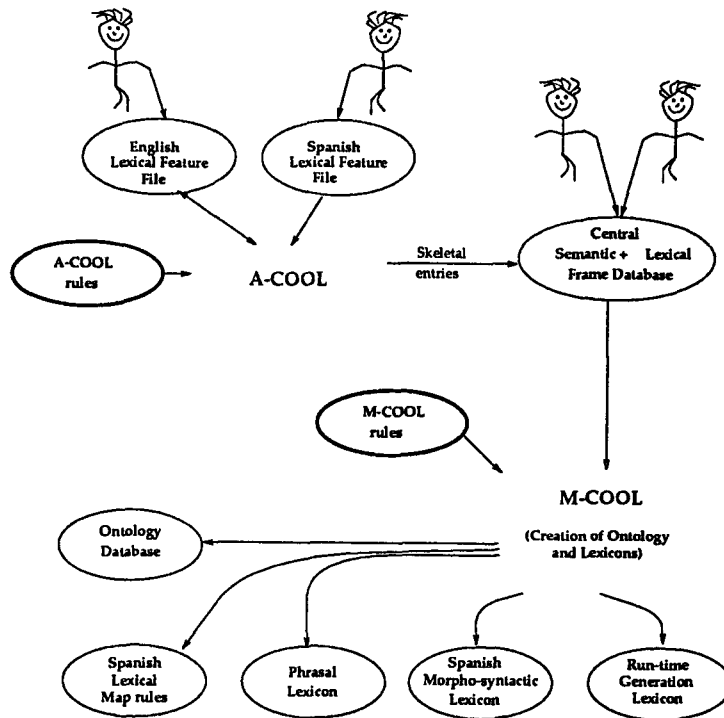 English
Lexical Feature
File
Spanish
Lexical Feature
File
Central
Semantic + Lexical
Frame Database
A-COOL
rules
A-COOL
Skeletal
entries
M-COOL
rules
M-COOL
(Creation of Ontology
and Lexicons)
Ontology
Database
Spanish
Lexical
Map rules
Phrasal
Lexicon
Spanish
Morpho-syntactic
Lexicon
Run-time
Generation
Lexicon